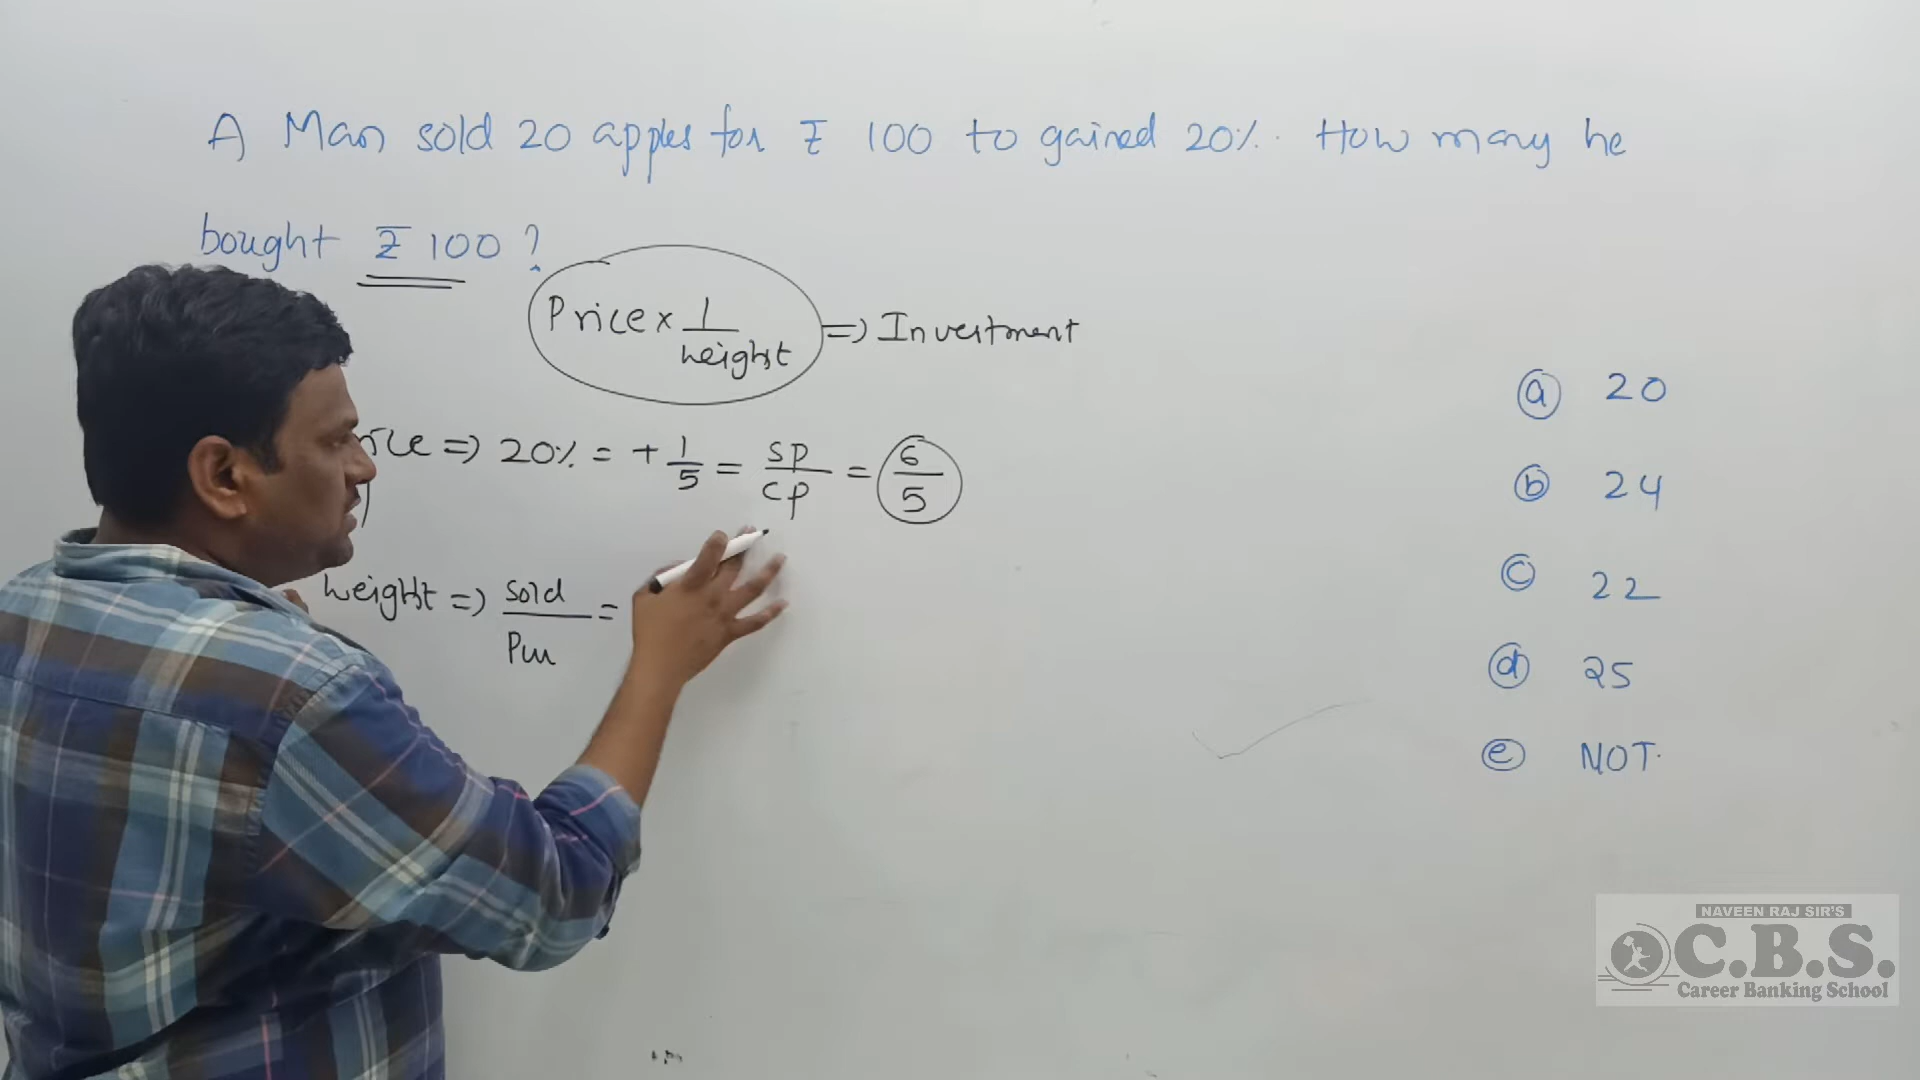 A Man sold 20 apples for ₹ 100 to gained 20%. How many he
bought ₹ 100 ?
Price x 1/weight => Investment
=> 20% = + 1/5 = SP/CP = 6/5
weight => Sold/Pur =
a 20
b 24
c 22
d 25
e NOT.
NAVEEN RAJ SIR'S
C.B.S.
Career Banking School